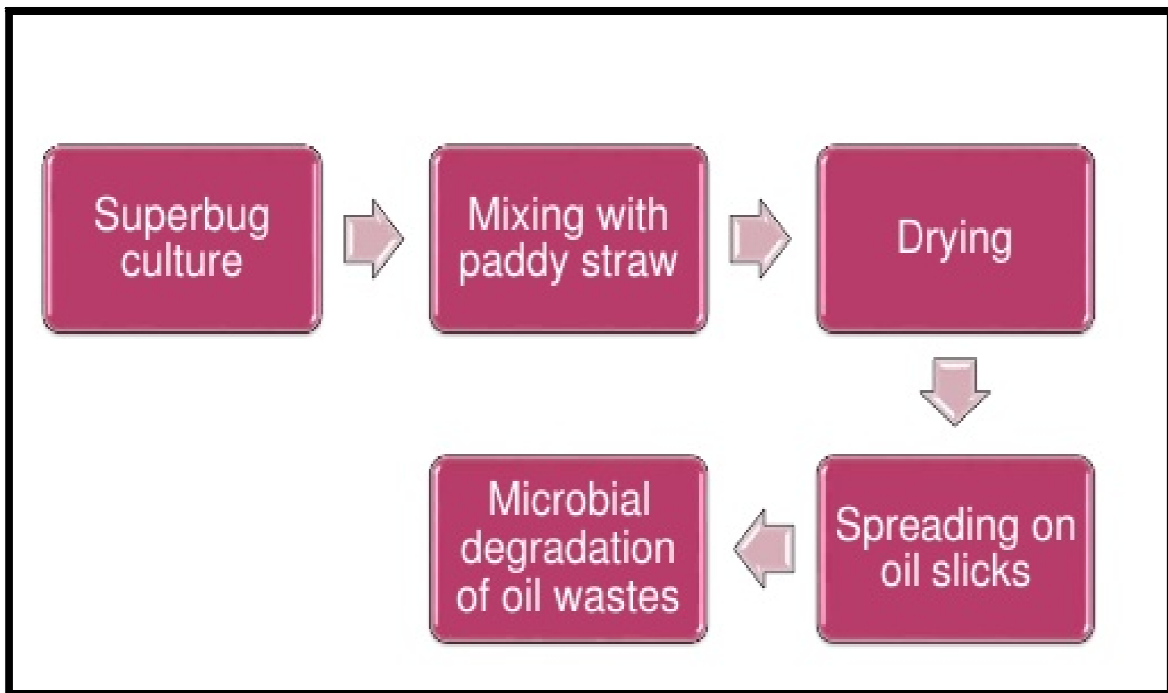 Superbug
culture
Mixing with
paddy straw
Drying
Spreading on
oil slicks
Microbial
degradation
of oil wastes